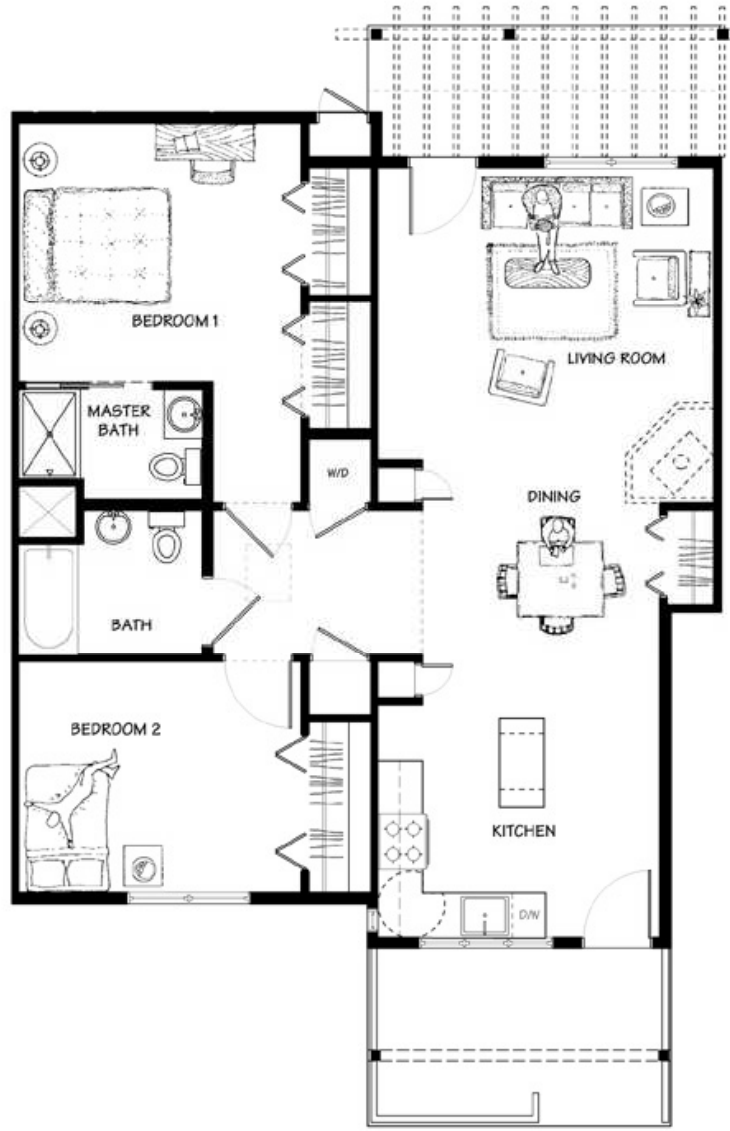 BEDROOM 1
LIVING ROOM
MASTER
BATH
W/D
DINING
BATH
BEDROOM 2
KITCHEN
D/W